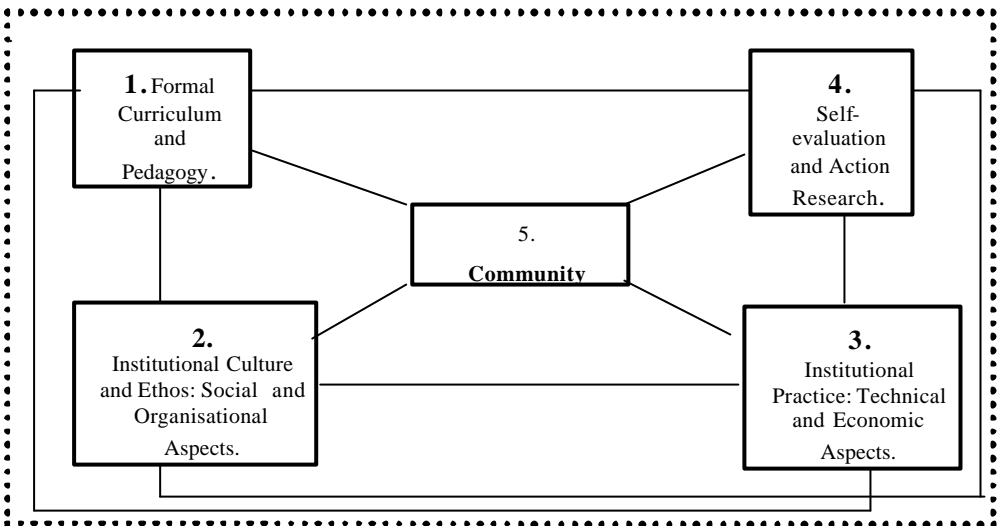 1. Formal
Curriculum
and
Pedagogy.
4.
Self-
evaluation
and Action
Research.
5.
Community
2.
Institutional Culture
and Ethos: Social and
Organisational
Aspects.
3.
Institutional
Practice: Technical
and Economic
Aspects.